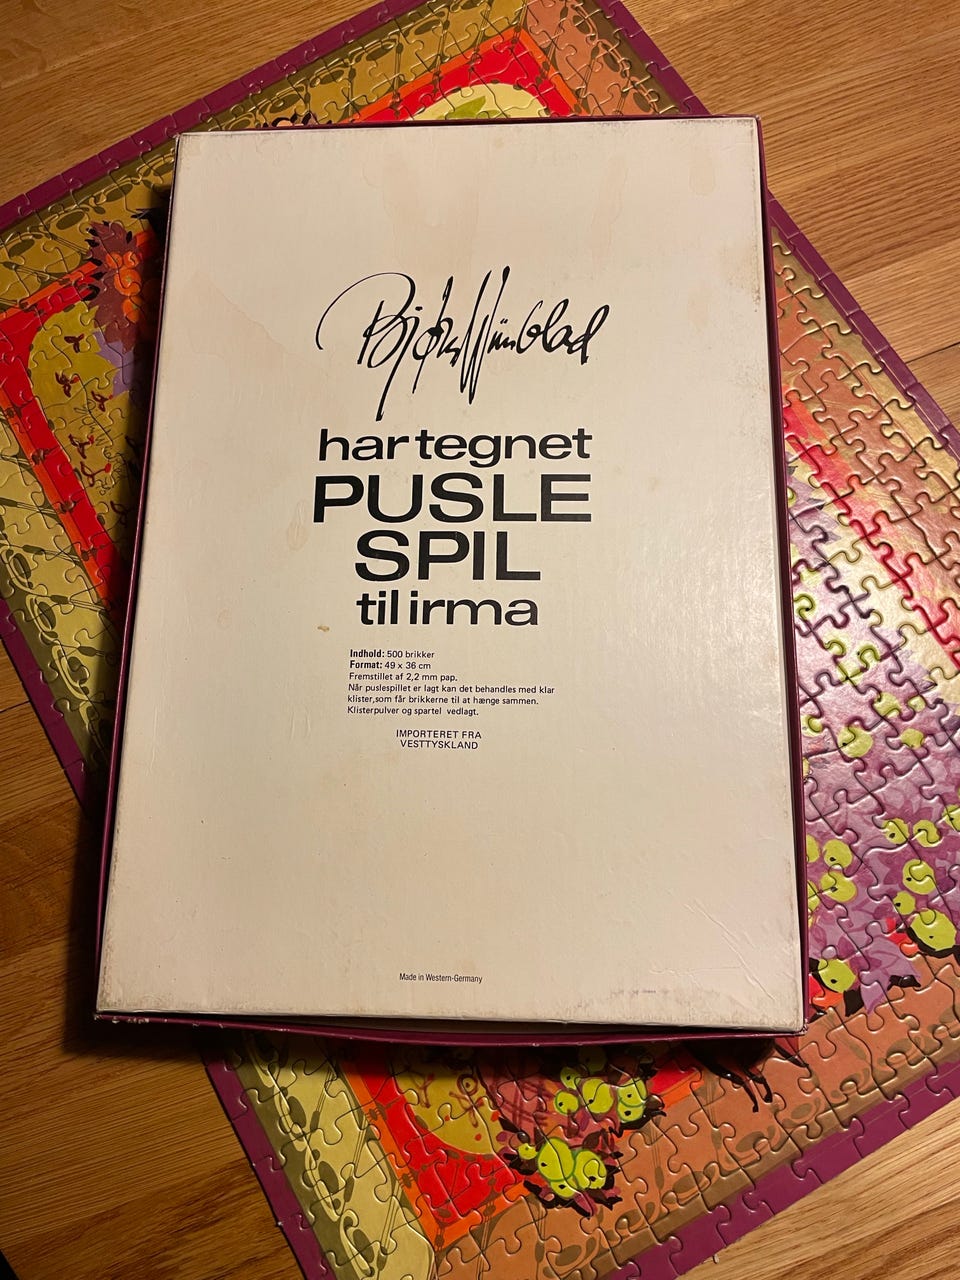 Bjørn Wiinblad
har tegnet
PUSLE
SPIL
til irma
Indhold: 500 brikker
Format: 49 x 36 cm
Fremstillet af 2,2 mm pap.
Når puslespillet er lagt kan det behandles med klar
klister,som får brikkerne til at hænge sammen.
Klisterpulver og spartel vedlagt.
IMPORTERET FRA
VESTTYSKLAND
Made in Western-Germany